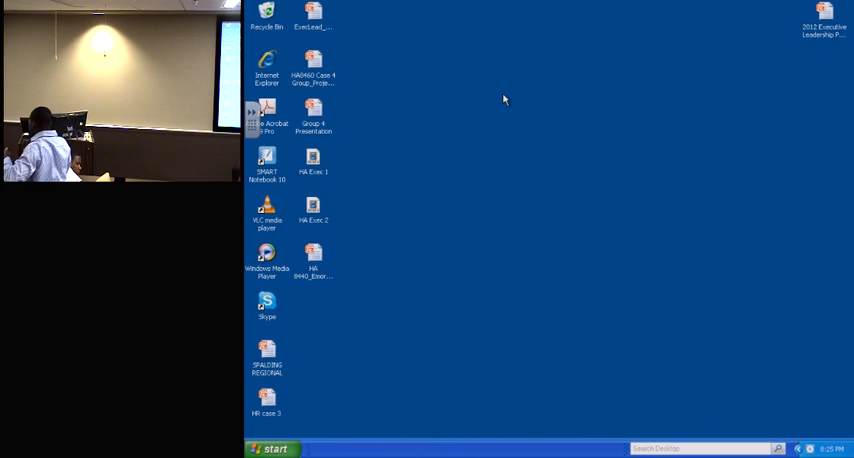 Recycle Bin
ExecLead_...
2012 Executive
Leadership P...
Internet
Explorer
HA8460 Case 4
Group_Proje...
Acrobat
9 Pro
Group 4
Presentation
SMART
Notebook 10
HA Exec 1
VLC media
player
HA Exec 2
Windows Media
Player
HA
8440_Emor...
Skype
SPALDING
REGIONAL
HR case 3
start
Search Desktop
8:25 PM